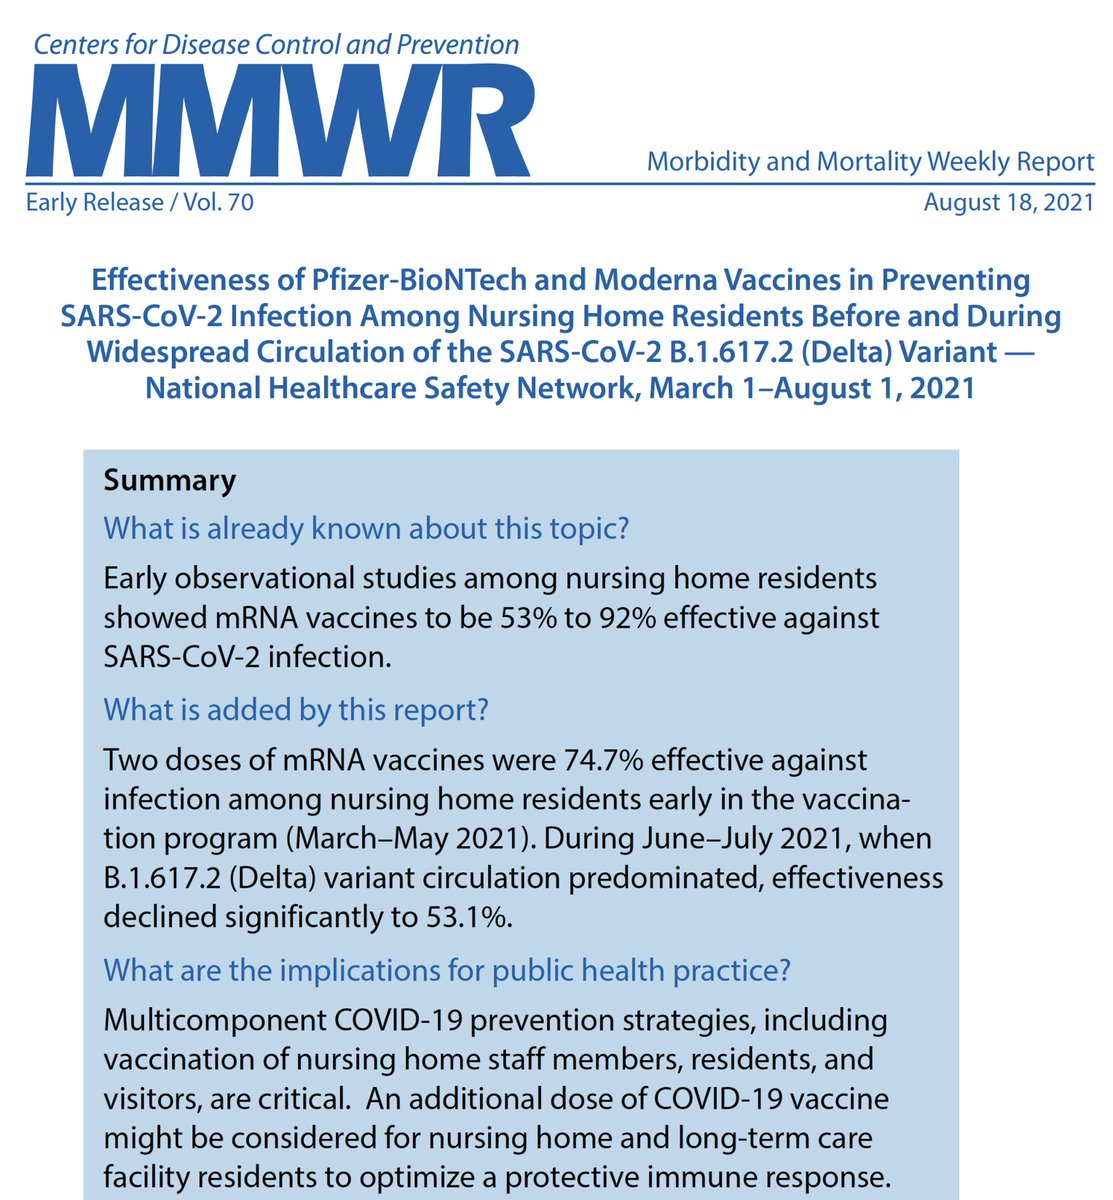 Centers for Disease Control and Prevention
MMWR
Morbidity and Mortality Weekly Report
Early Release / Vol. 70
August 18, 2021
Effectiveness of Pfizer-BioNTech and Moderna Vaccines in Preventing
SARS-CoV-2 Infection Among Nursing Home Residents Before and During
Widespread Circulation of the SARS-CoV-2 B.1.617.2 (Delta) Variant —
National Healthcare Safety Network, March 1–August 1, 2021
Summary
What is already known about this topic?
Early observational studies among nursing home residents
showed mRNA vaccines to be 53% to 92% effective against
SARS-CoV-2 infection.
What is added by this report?
Two doses of mRNA vaccines were 74.7% effective against
infection among nursing home residents early in the vaccina-
tion program (March–May 2021). During June–July 2021, when
B.1.617.2 (Delta) variant circulation predominated, effectiveness
declined significantly to 53.1%.
What are the implications for public health practice?
Multicomponent COVID-19 prevention strategies, including
vaccination of nursing home staff members, residents, and
visitors, are critical.  An additional dose of COVID-19 vaccine
might be considered for nursing home and long-term care
facility residents to optimize a protective immune response.